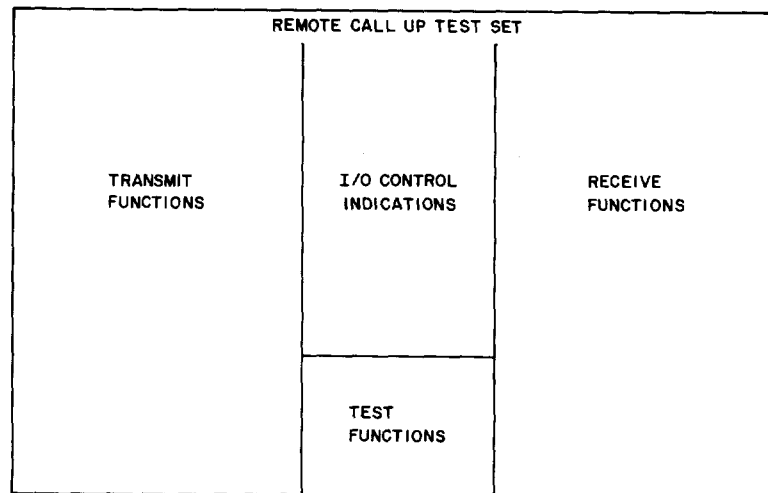 REMOTE CALL UP TEST SET
TRANSMIT
FUNCTIONS
I/O CONTROL
INDICATIONS
RECEIVE
FUNCTIONS
TEST
FUNCTIONS